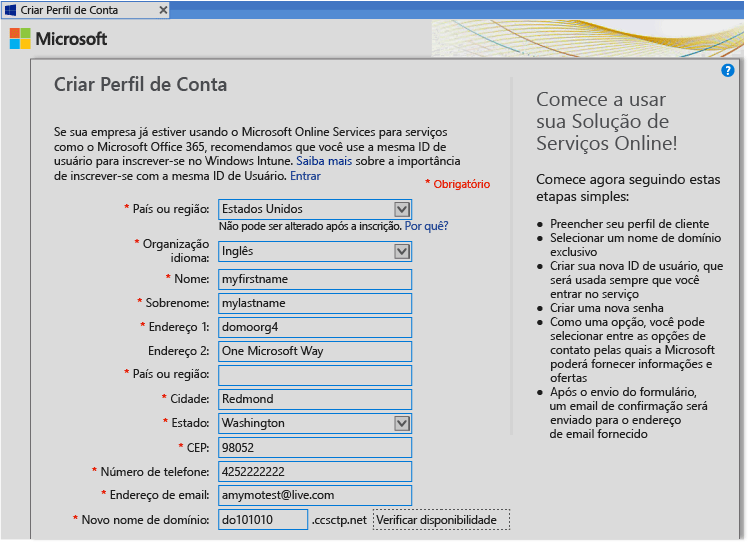 Criar Perfil de Conta
Microsoft
Criar Perfil de Conta
Se sua empresa já estiver usando o Microsoft Online Services para serviços
como o Microsoft Office 365, recomendamos que você use a mesma ID de
usuário para inscrever-se no Windows Intune. Saiba mais sobre a importância
de inscrever-se com a mesma ID de Usuário. Entrar
* Obrigatório
* País ou região: Estados Unidos
Não pode ser alterado após a inscrição. Por quê?
* Organização
idioma: Inglês
* Nome: myfirstname
* Sobrenome: mylastname
* Endereço 1: domoorg4
Endereço 2: One Microsoft Way
* País ou região:
* Cidade: Redmond
* Estado: Washington
* CEP: 98052
* Número de telefone: 4252222222
* Endereço de email: amymotest@live.com
* Novo nome de domínio: do101010 .ccsctp.net Verificar disponibilidade
?
Comece a usar
sua Solução de
Serviços Online!
Comece agora seguindo estas
etapas simples:
● Preencher seu perfil de cliente
● Selecionar um nome de domínio
exclusivo
● Criar sua nova ID de usuário, que
será usada sempre que você
entrar no serviço
● Criar uma nova senha
● Como uma opção, você pode
selecionar entre as opções de
contato pelas quais a Microsoft
poderá fornecer informações e
ofertas
● Após o envio do formulário,
um email de confirmação será
enviado para o endereço
de email fornecido